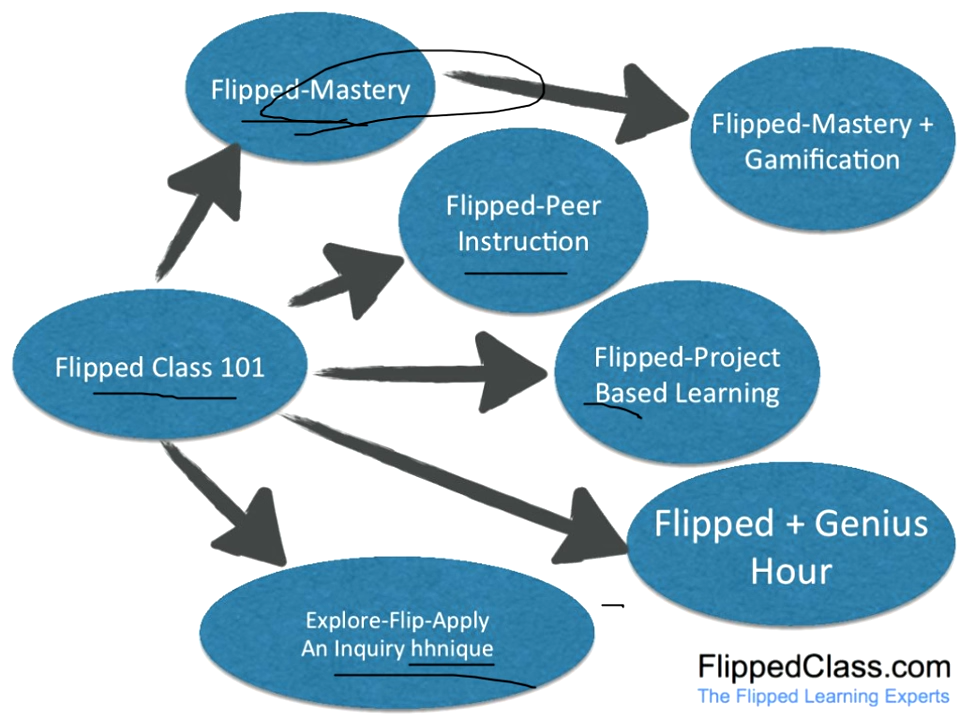 Flipped-Mastery
Flipped-Mastery +
Gamification
Flipped-Peer
Instruction
Flipped Class 101
Flipped-Project
Based Learning
Flipped + Genius
Hour
Explore-Flip-Apply
An Inquiry hhnique
FlippedClass.com
The Flipped Learning Experts